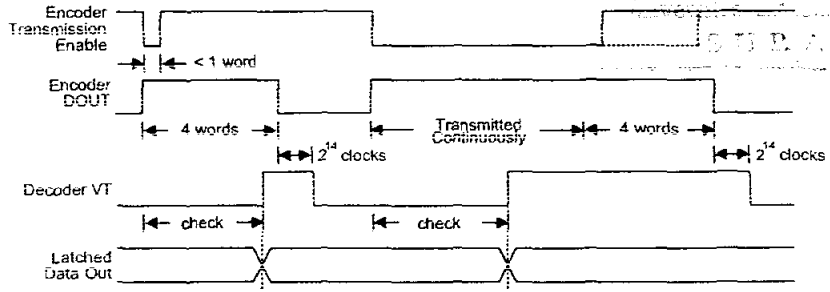 Encoder
Transmission
Enable
< 1 word
Encoder
DOUT
4 words
Transmitted
Continuously
4 words
2^14 clocks
2^14 clocks
Decoder VT
check
check
Latched
Data Out